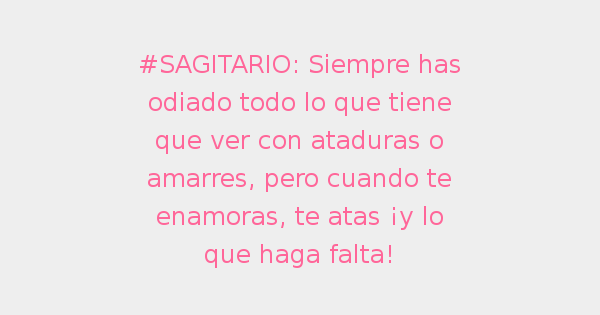 #SAGITARIO: Siempre has
odiado todo lo que tiene
que ver con ataduras o
amarres, pero cuando te
enamoras, te atas ¡y lo
que haga falta!